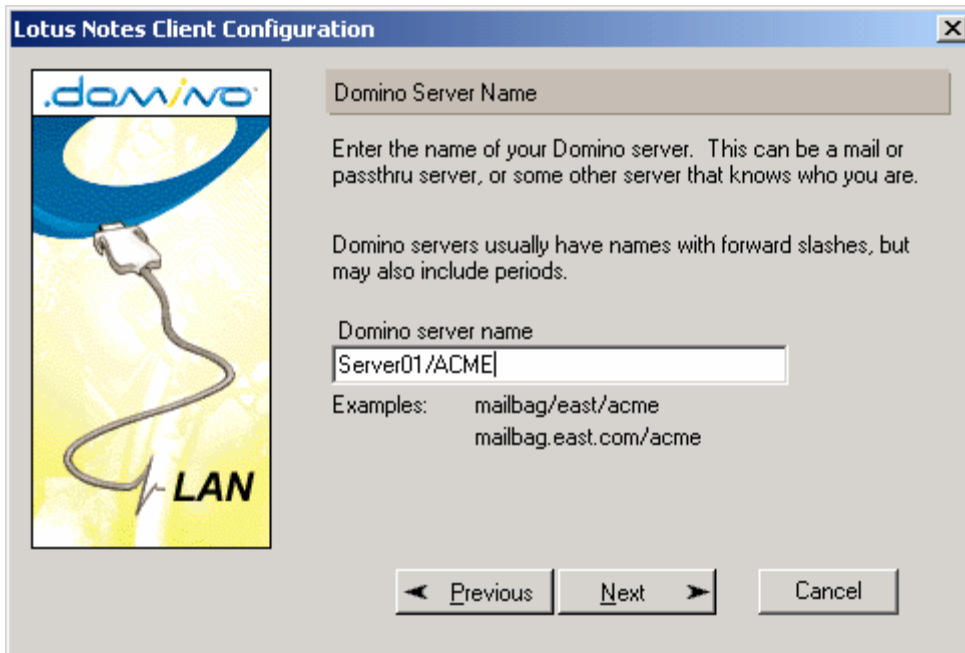 Lotus Notes Client Configuration
.domino
Domino Server Name
Enter the name of your Domino server.  This can be a mail or
passthru server, or some other server that knows who you are.
Domino servers usually have names with forward slashes, but
may also include periods.
Domino server name
Server01/ACME
Examples: mailbag/east/acme
mailbag.east.com/acme
LAN
Previous Next Cancel